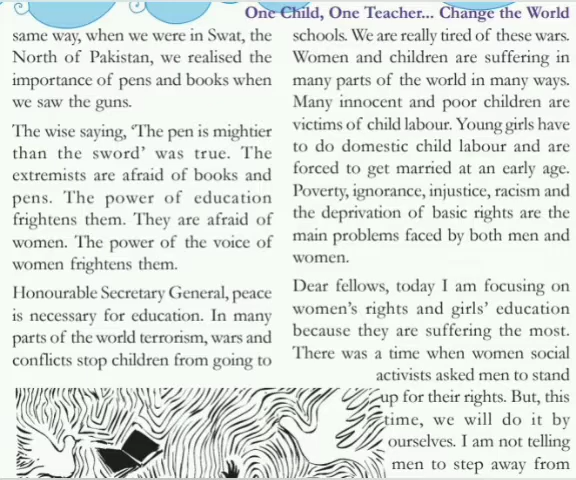 One Child, One Teacher... Change the World
same way, when we were in Swat, the
North of Pakistan, we realised the
importance of pens and books when
we saw the guns.
The wise saying, ‘The pen is mightier
than the sword’ was true. The
extremists are afraid of books and
pens. The power of education
frightens them. They are afraid of
women. The power of the voice of
women frightens them.
Honourable Secretary General, peace
is necessary for education. In many
parts of the world terrorism, wars and
conflicts stop children from going to
schools. We are really tired of these wars.
Women and children are suffering in
many parts of the world in many ways.
Many innocent and poor children are
victims of child labour. Young girls have
to do domestic child labour and are
forced to get married at an early age.
Poverty, ignorance, injustice, racism and
the deprivation of basic rights are the
main problems faced by both men and
women.
Dear fellows, today I am focusing on
women’s rights and girls’ education
because they are suffering the most.
There was a time when women social
activists asked men to stand
up for their rights. But, this
time, we will do it by
ourselves. I am not telling
men to step away from